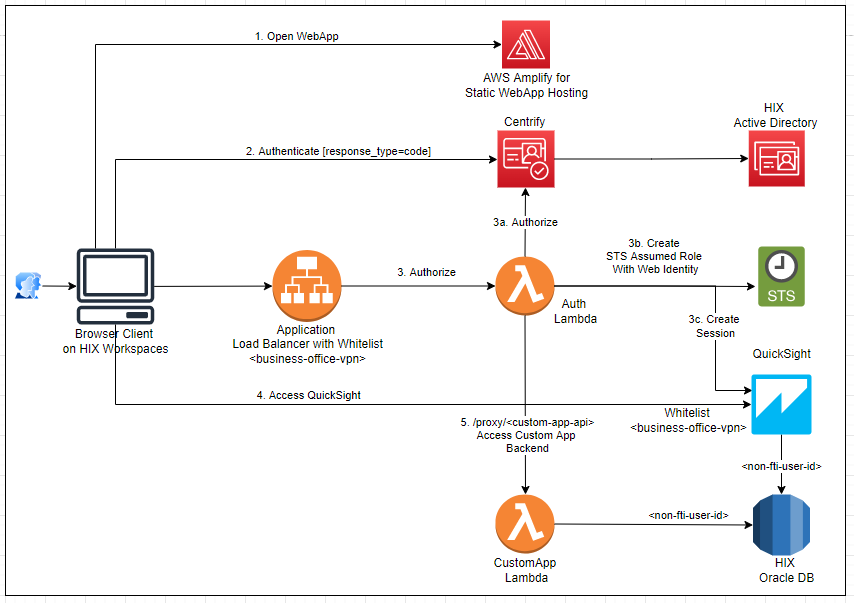 1. Open WebApp
AWS Amplify for
Static WebApp Hosting
Centrify
HIX
Active Directory
2. Authenticate [response_type=code]
3a. Authorize
3b. Create
STS Assumed Role
With Web Identity
3. Authorize
STS
Auth
Lambda
3c. Create
Session
Browser Client
on HIX Workspaces
Application
Load Balancer with Whitelist
<business-office-vpn>
QuickSight
4. Access QuickSight
Whitelist
<business-office-vpn>
5. /proxy/<custom-app-api>
Access Custom App
Backend
<non-fti-user-id>
<non-fti-user-id>
CustomApp
Lambda
HIX
Oracle DB